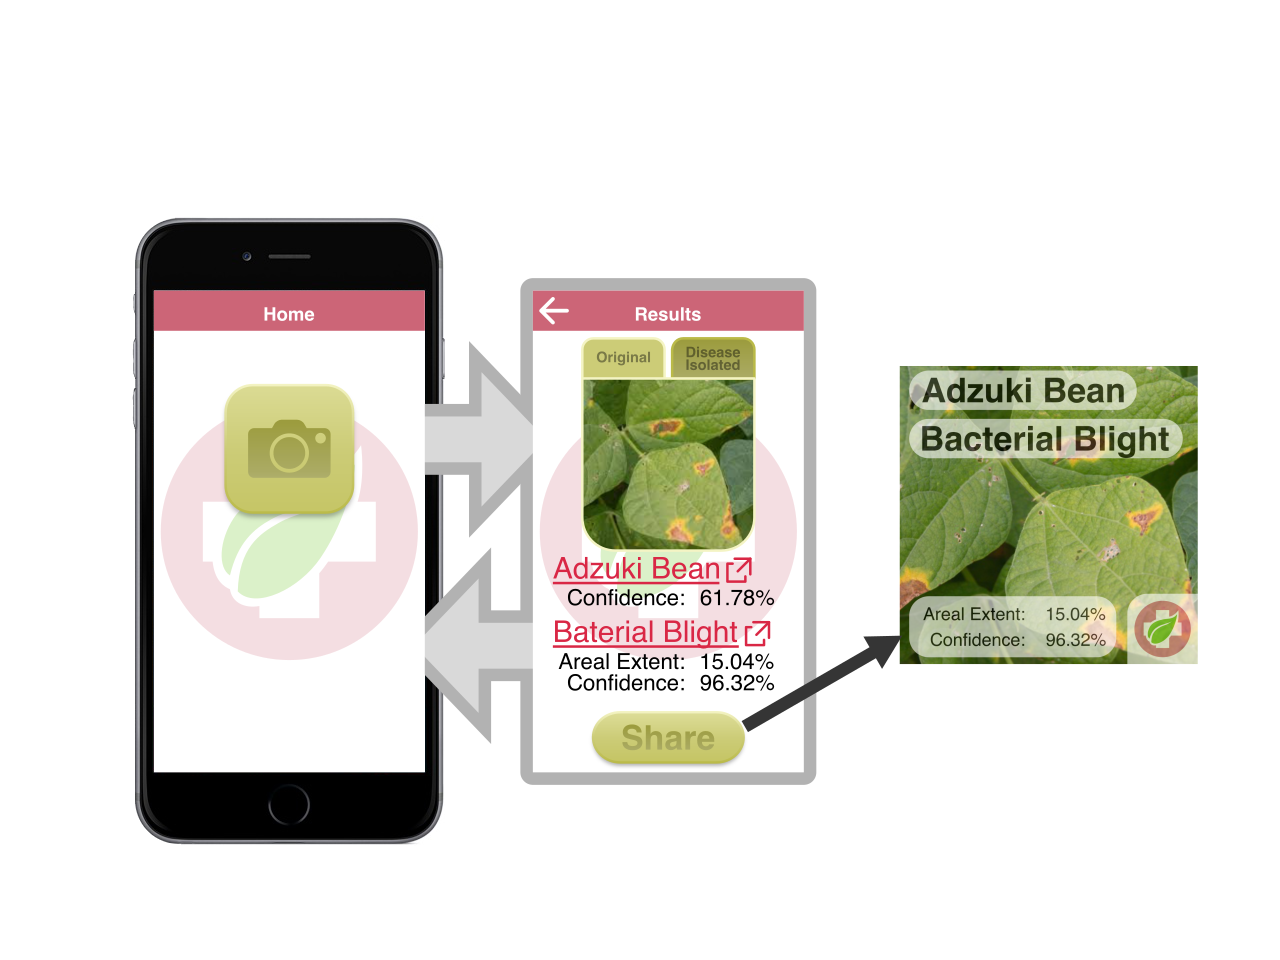 Home
Results
Original
Disease
Isolated
Adzuki Bean
Confidence: 61.78%
Baterial Blight
Areal Extent: 15.04%
Confidence: 96.32%
Share
Adzuki Bean
Bacterial Blight
Areal Extent: 15.04%
Confidence: 96.32%